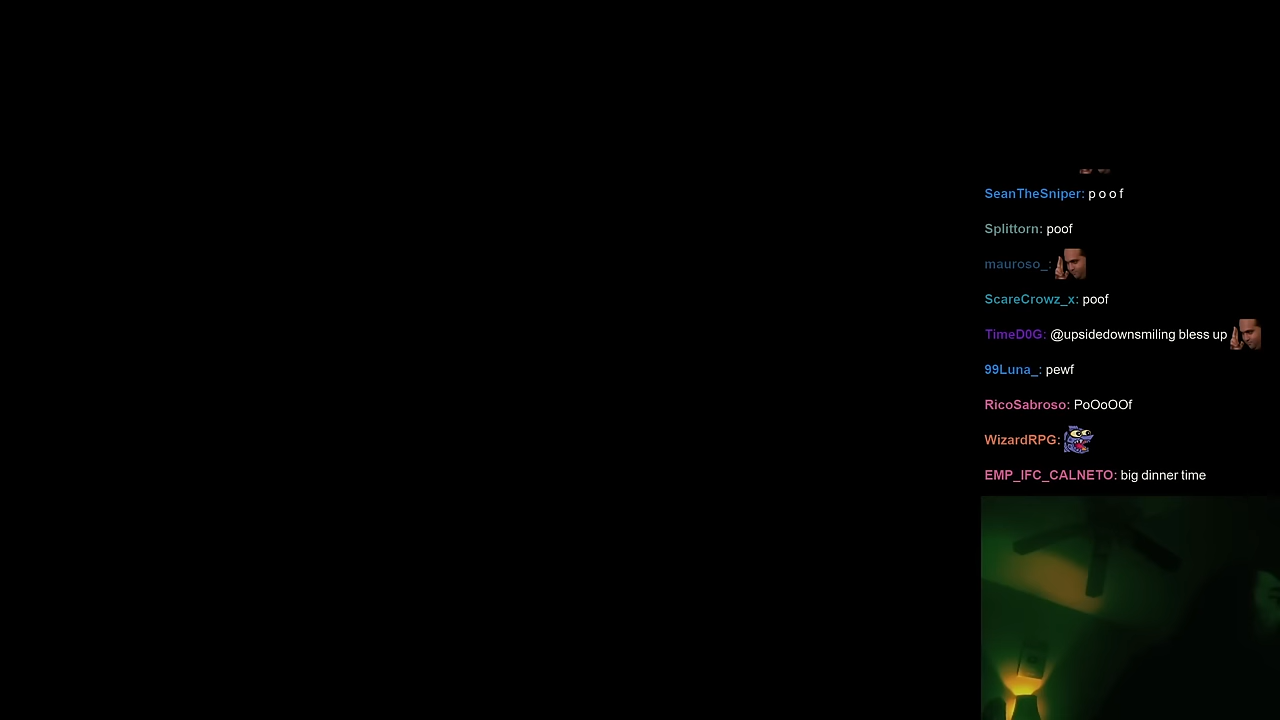 SeanTheSniper: p o o f
Splittorn: poof
mauroso_:
ScareCrowz_x: poof
TimeD0G: @upsidedownsmiling bless up
99Luna_: pewf
RicoSabroso: PoOoOOf
WizardRPG:
EMP_IFC_CALNETO: big dinner time